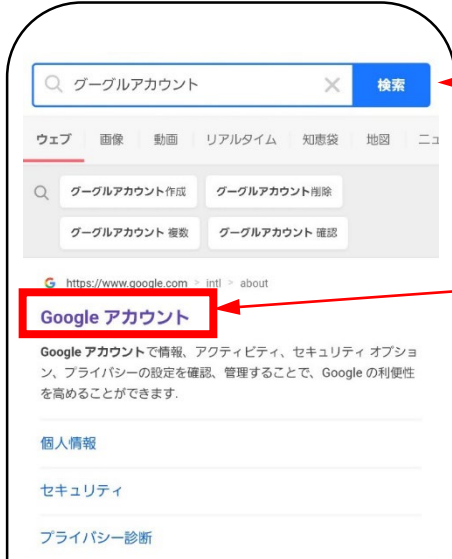 グーグルアカウント 検索
ウェブ 画像 動画 リアルタイム 知恵袋 地図 ニュ
グーグルアカウント作成 グーグルアカウント削除
グーグルアカウント 複数 グーグルアカウント 確認
https://www.google.com > intl > about
Google アカウント
Google アカウントで情報、アクティビティ、セキュリティ オプショ
ン、プライバシーの設定を確認、管理することで、Google の利便性
を高めることができます.
個人情報
セキュリティ
プライバシー診断